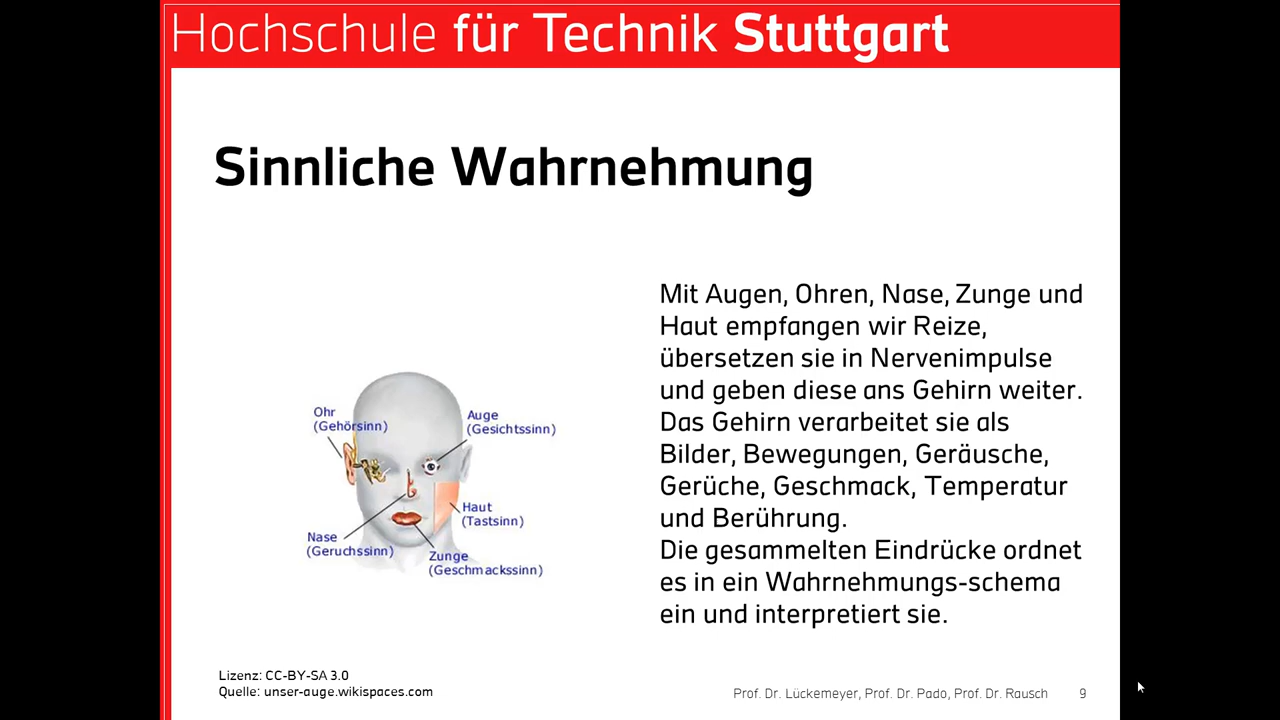 Hochschule für Technik Stuttgart
Sinnliche Wahrnehmung
Mit Augen, Ohren, Nase, Zunge und
Haut empfangen wir Reize,
übersetzen sie in Nervenimpulse
und geben diese ans Gehirn weiter.
Das Gehirn verarbeitet sie als
Bilder, Bewegungen, Geräusche,
Gerüche, Geschmack, Temperatur
und Berührung.
Die gesammelten Eindrücke ordnet
es in ein Wahrnehmungs-schema
ein und interpretiert sie.
Ohr
(Gehörsinn)
Auge
(Gesichtssinn)
Haut
(Tastsinn)
Nase
(Geruchssinn)
Zunge
(Geschmackssinn)
Lizenz: CC-BY-SA 3.0
Quelle: unser-auge.wikispaces.com
Prof. Dr. Lückemeyer, Prof. Dr. Pado, Prof. Dr. Rausch 9